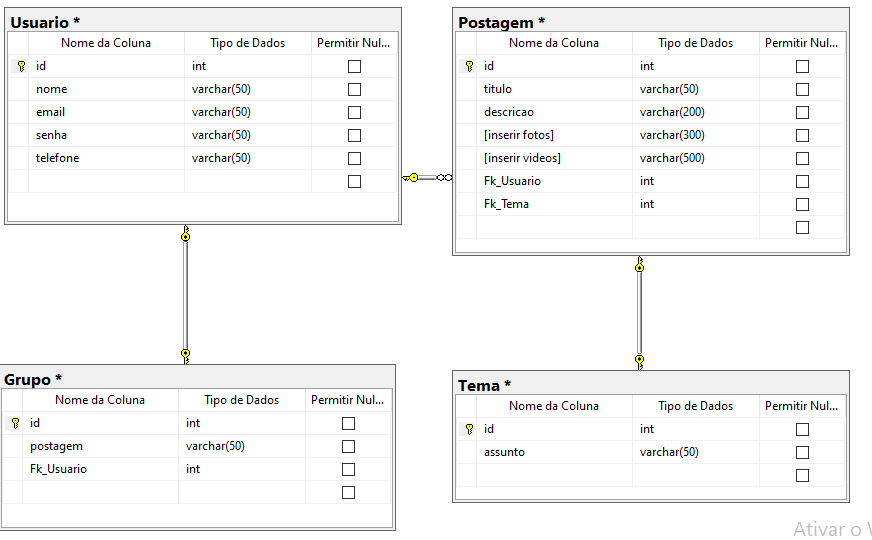 Usuario *
Nome da Coluna Tipo de Dados Permitir Nul...
id int
nome varchar(50)
email varchar(50)
senha varchar(50)
telefone varchar(50)
Postagem *
Nome da Coluna Tipo de Dados Permitir Nul...
id int
titulo varchar(50)
descricao varchar(200)
[inserir fotos] varchar(300)
[inserir videos] varchar(500)
Fk_Usuario int
Fk_Tema int
Grupo *
Nome da Coluna Tipo de Dados Permitir Nul...
id int
postagem varchar(50)
Fk_Usuario int
Tema *
Nome da Coluna Tipo de Dados Permitir Nul...
id int
assunto varchar(50)
Ativar o